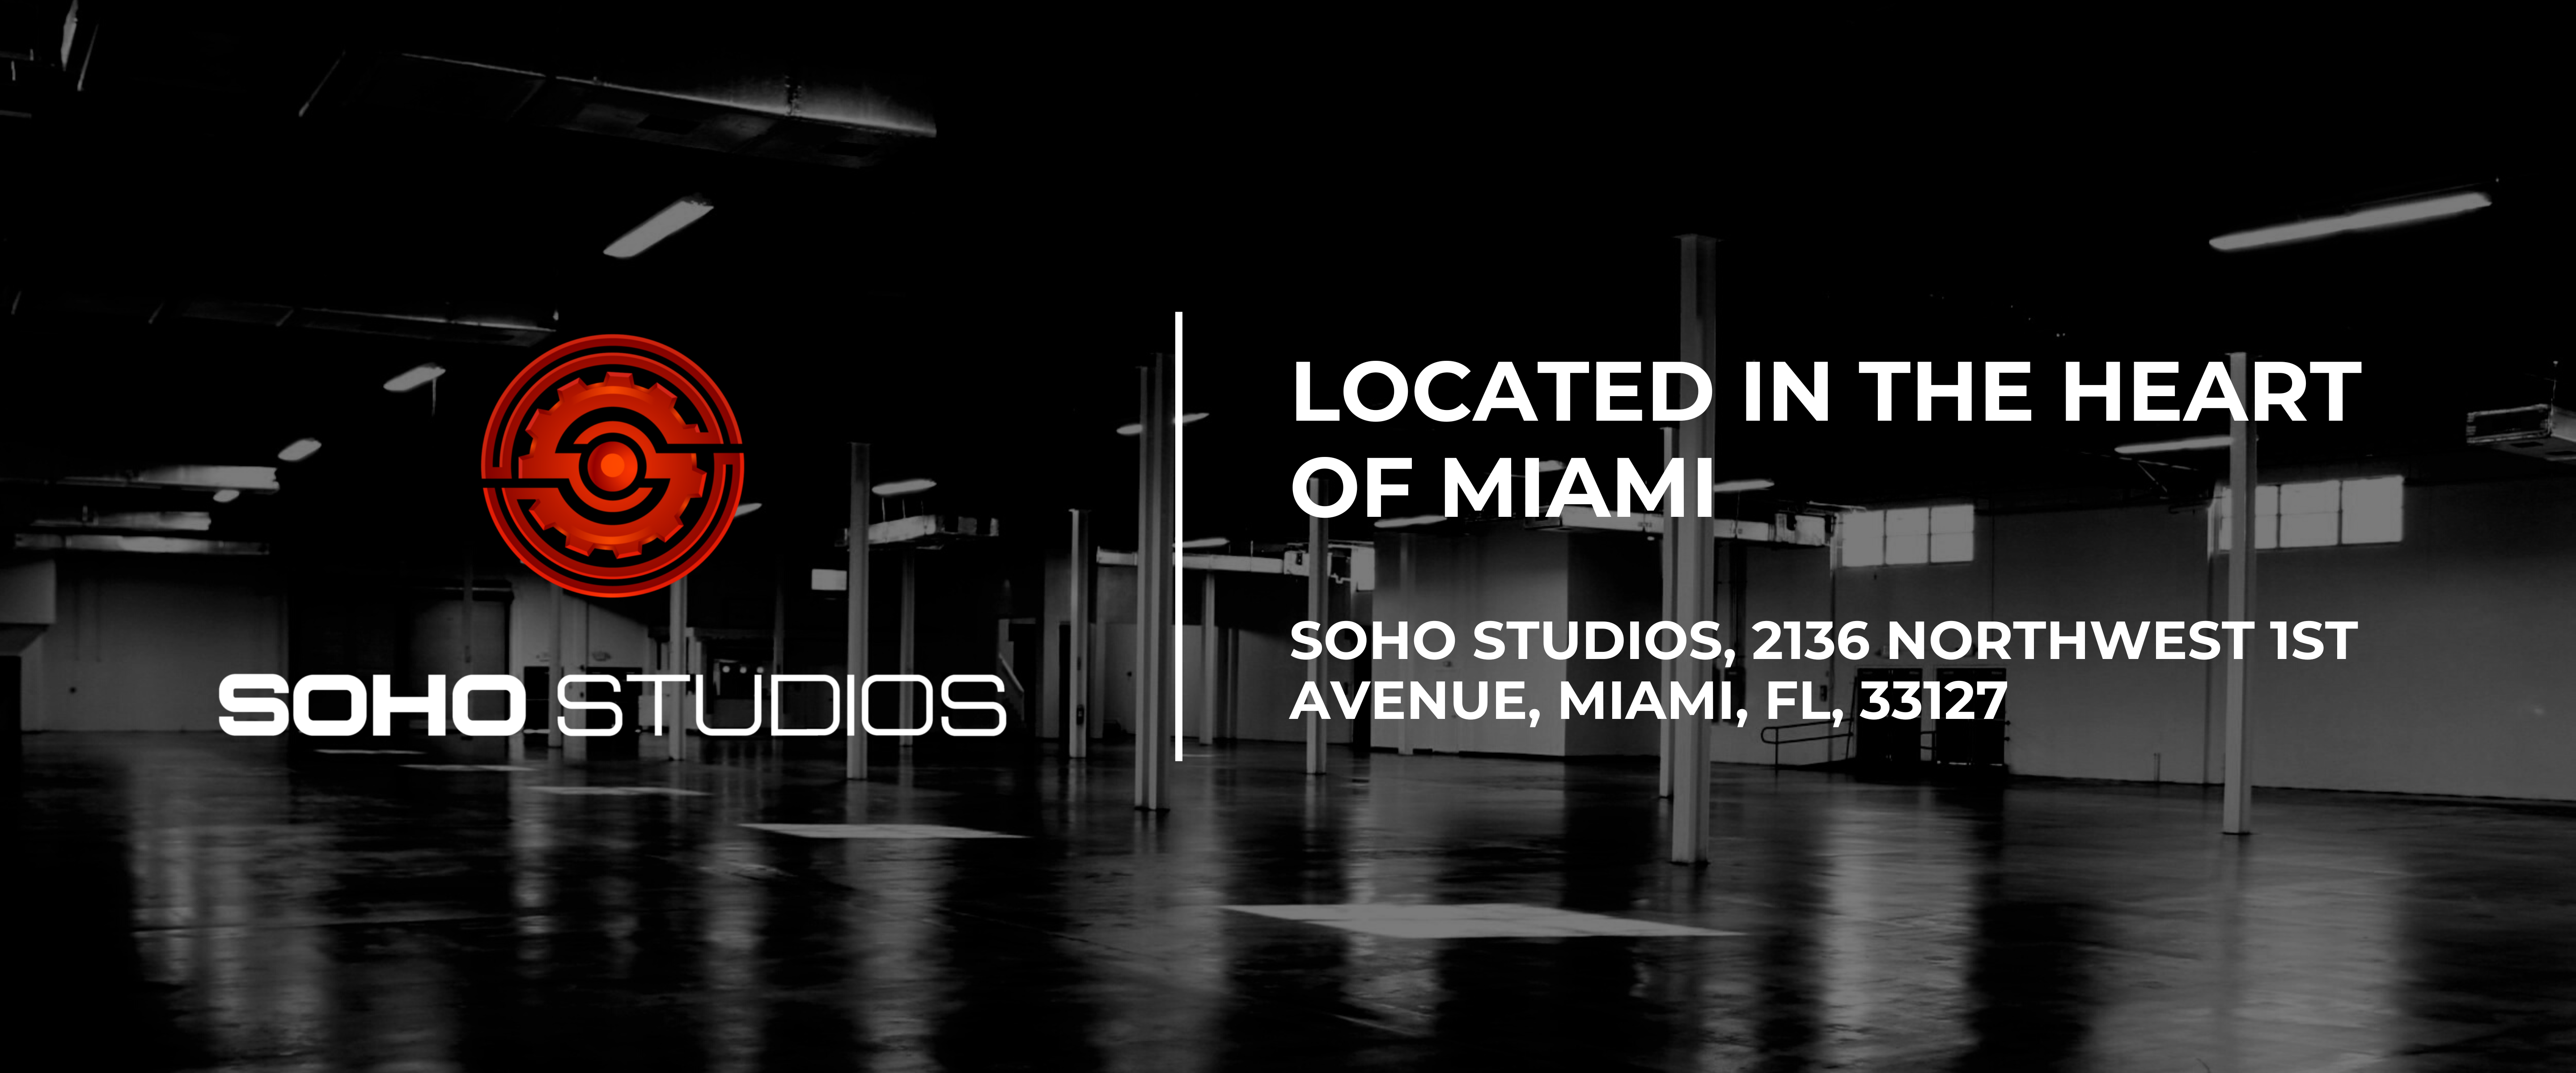 SOHO STUDIOS
LOCATED IN THE HEART
OF MIAMI
SOHO STUDIOS, 2136 NORTHWEST 1ST
AVENUE, MIAMI, FL, 33127